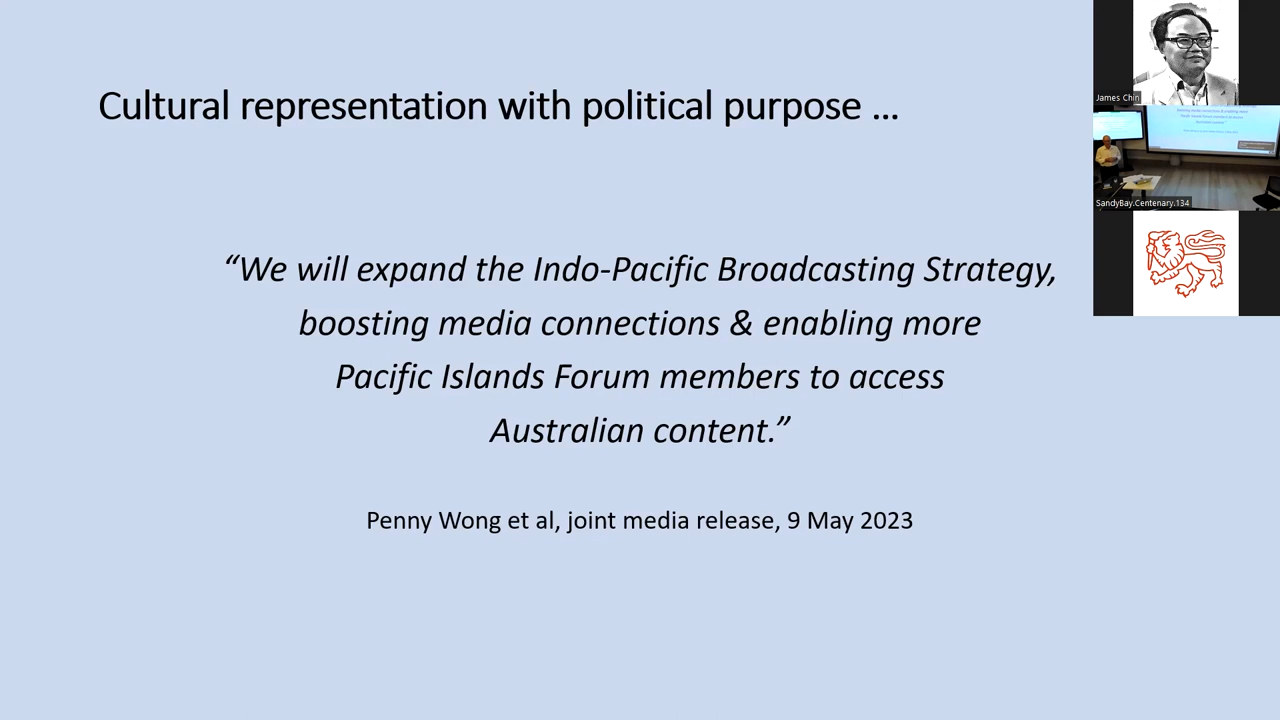 Cultural representation with political purpose ...
“We will expand the Indo-Pacific Broadcasting Strategy,
boosting media connections & enabling more
Pacific Islands Forum members to access
Australian content.”
Penny Wong et al, joint media release, 9 May 2023
James Chin
SandyBay.Centenary.134